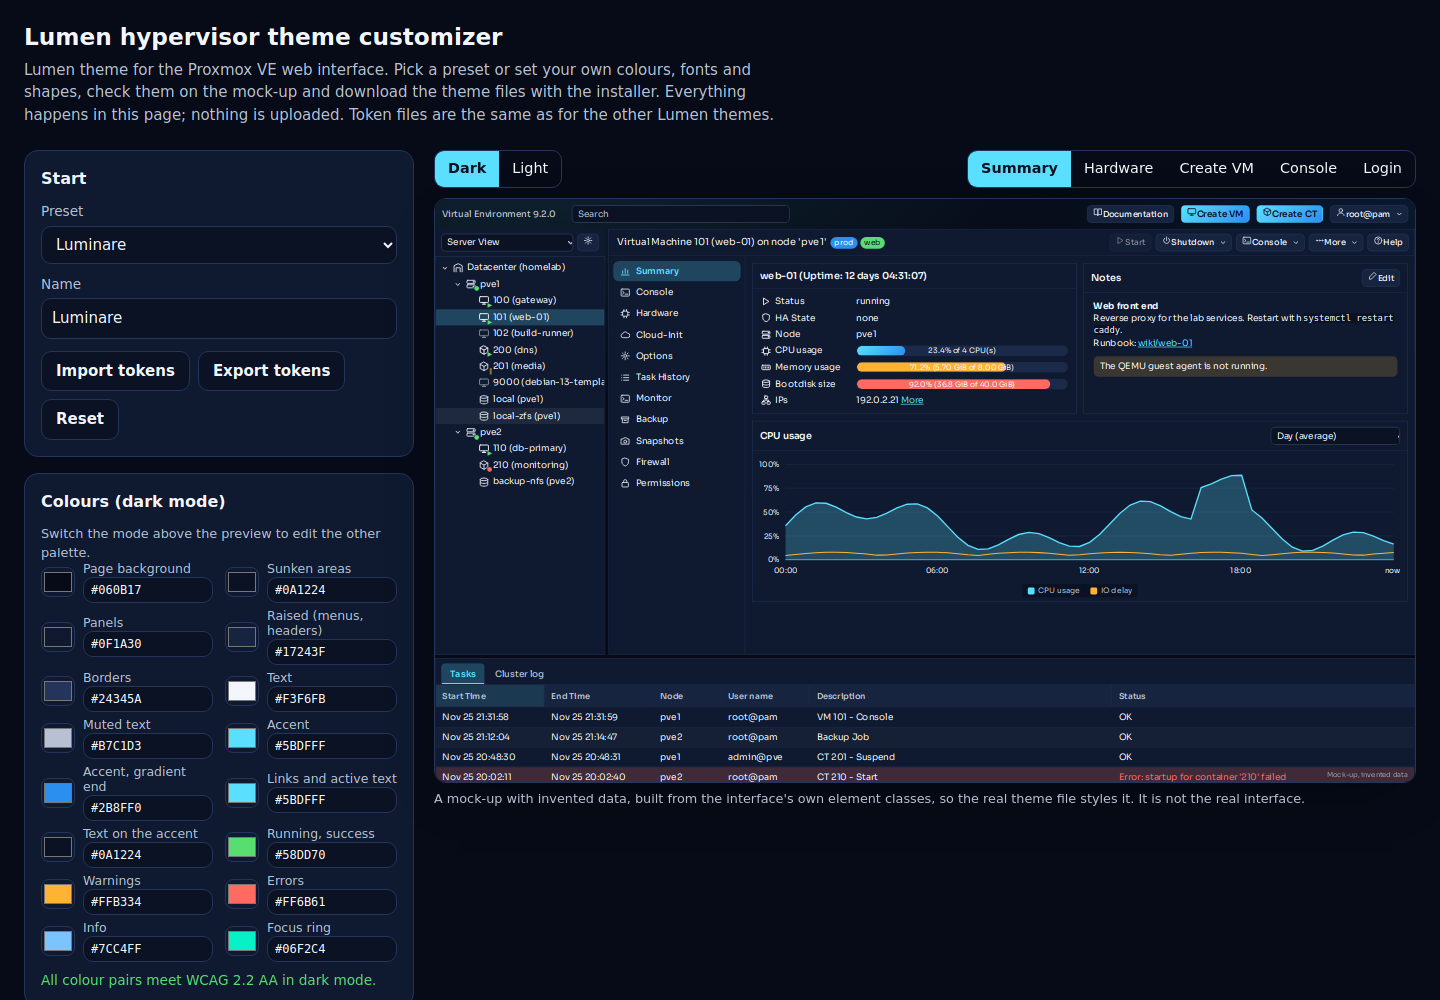 Lumen hypervisor theme customizer
Lumen theme for the Proxmox VE web interface. Pick a preset or set your own colours, fonts and
shapes, check them on the mock-up and download the theme files with the installer. Everything
happens in this page; nothing is uploaded. Token files are the same as for the other Lumen themes.
Start
Preset
Luminare
Name
Luminare
Import tokens
Export tokens
Reset
Colours (dark mode)
Switch the mode above the preview to edit the other
palette.
Page background
#060B17
Sunken areas
#0A1224
Panels
#0F1A30
Raised (menus,
headers)
#17243F
Borders
#24345A
Text
#F3F6FB
Muted text
#B7C1D3
Accent
#5BDFFF
Accent, gradient
end
#2B8FF0
Links and active text
#5BDFFF
Text on the accent
#0A1224
Running, success
#58DD70
Warnings
#FFB334
Errors
#FF6B61
Info
#7CC4FF
Focus ring
#06F2C4
All colour pairs meet WCAG 2.2 AA in dark mode.
Dark
Light
Summary
Hardware
Create VM
Console
Login
Virtual Environment 9.2.0
Search
Documentation
Create VM
Create CT
root@pam
Server View
Datacenter (homelab)
pve1
100 (gateway)
101 (web-01)
102 (build-runner)
200 (dns)
201 (media)
9000 (debian-13-templa
local (pve1)
local-zfs (pve1)
pve2
110 (db-primary)
210 (monitoring)
backup-nfs (pve2)
Virtual Machine 101 (web-01) on node 'pve1'
prod
web
Start
Shutdown
Console
More
Help
Summary
Console
Hardware
Cloud-Init
Options
Task History
Monitor
Backup
Snapshots
Firewall
Permissions
web-01 (Uptime: 12 days 04:31:07)
Status
running
HA State
none
Node
pve1
CPU usage
23.4% of 4 CPU(s)
Memory usage
71.2% (5.70 GiB of 8.00 GiB)
Bootdisk size
92.0% (36.8 GiB of 40.0 GiB)
IPs
192.0.2.21 More
Notes
Edit
Web front end
Reverse proxy for the lab services. Restart with systemctl restart
caddy.
Runbook: wiki/web-01
The QEMU guest agent is not running.
CPU usage
Day (average)
100%
75%
50%
25%
0%
00:00
06:00
12:00
18:00
now
CPU usage
IO delay
Tasks
Cluster log
Start Time
End Time
Node
User name
Description
Status
Nov 25 21:31:58
Nov 25 21:31:59
pve1
root@pam
VM 101 - Console
OK
Nov 25 21:12:04
Nov 25 21:14:47
pve2
root@pam
Backup Job
OK
Nov 25 20:48:30
Nov 25 20:48:31
pve1
admin@pve
CT 201 - Suspend
OK
Nov 25 20:02:11
Nov 25 20:02:40
pve2
root@pam
CT 210 - Start
Error: startup for container '210' failed
Mock-up, invented data
A mock-up with invented data, built from the interface's own element classes, so the real theme file styles it. It is not the real interface.